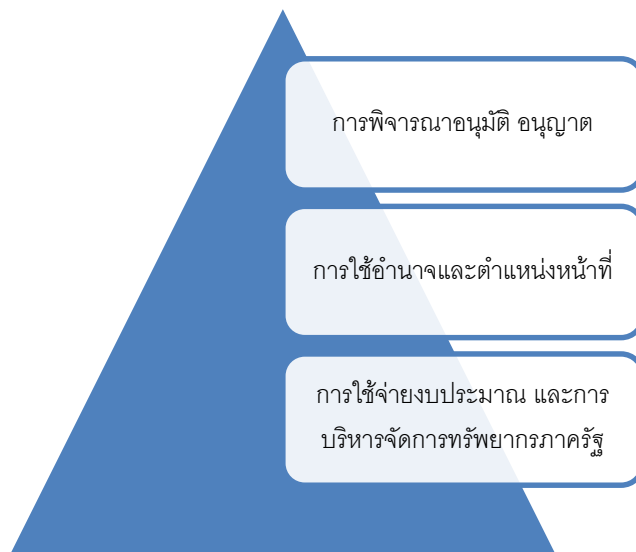 การพิจารณาอนุมัติ อนุญาต
การใช้อำนาจและตำแหน่งหน้าที่
การใช้จ่ายงบประมาณ และการ
บริหารจัดการทรัพยากรภาครัฐ